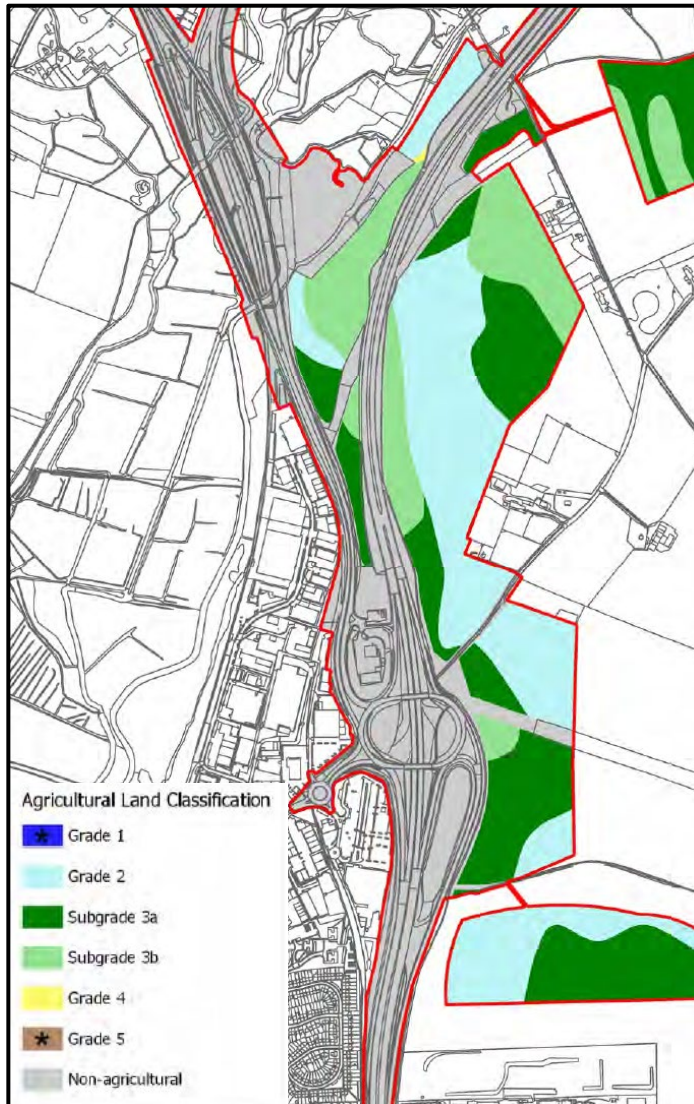 Agricultural Land Classification
Grade 1
Grade 2
Subgrade 3a
Subgrade 3b
Grade 4
Grade 5
Non-agricultural